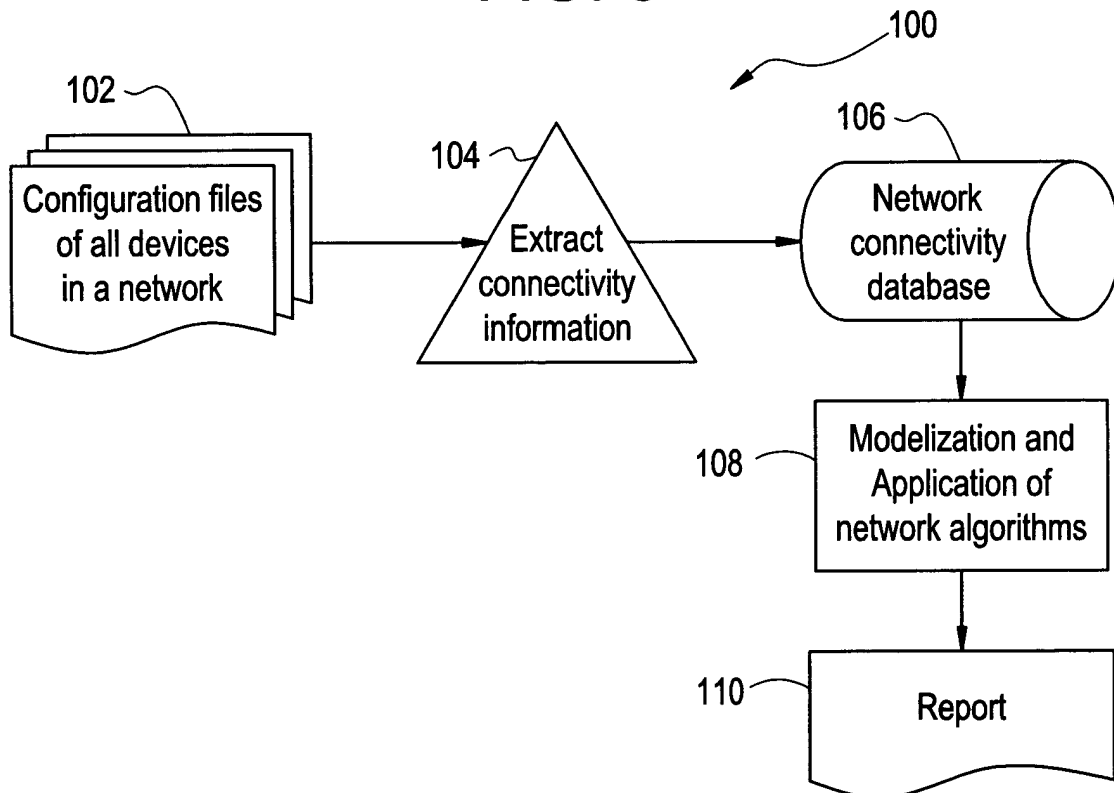 100
102
Configuration files
of all devices
in a network
104
Extract
connectivity
information
106
Network
connectivity
database
108
Modelization and
Application of
network algorithms
110
Report